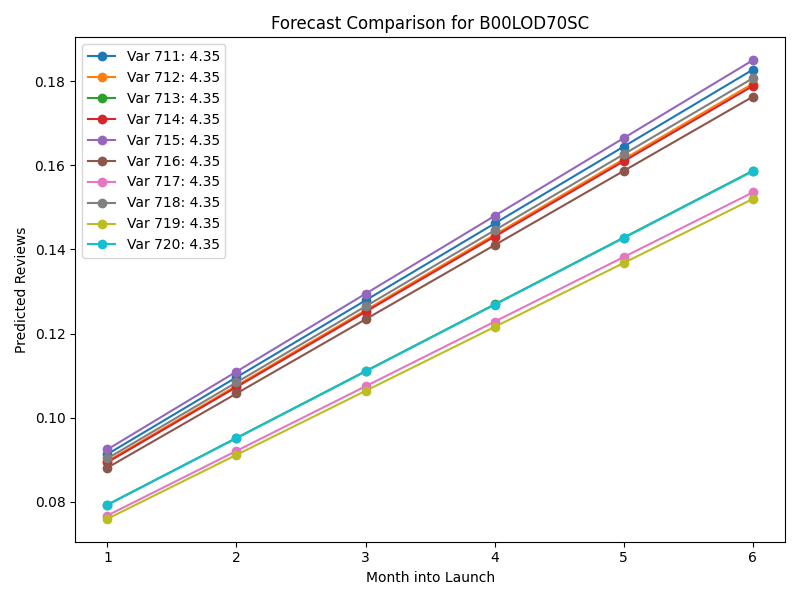 Forecast Comparison for B00LOD70SC
Var 711: 4.35
Var 712: 4.35
Var 713: 4.35
Var 714: 4.35
Var 715: 4.35
Var 716: 4.35
Var 717: 4.35
Var 718: 4.35
Var 719: 4.35
Var 720: 4.35
0.18
0.16
0.14
0.12
0.10
0.08
Predicted Reviews
1 2 3 4 5 6
Month into Launch